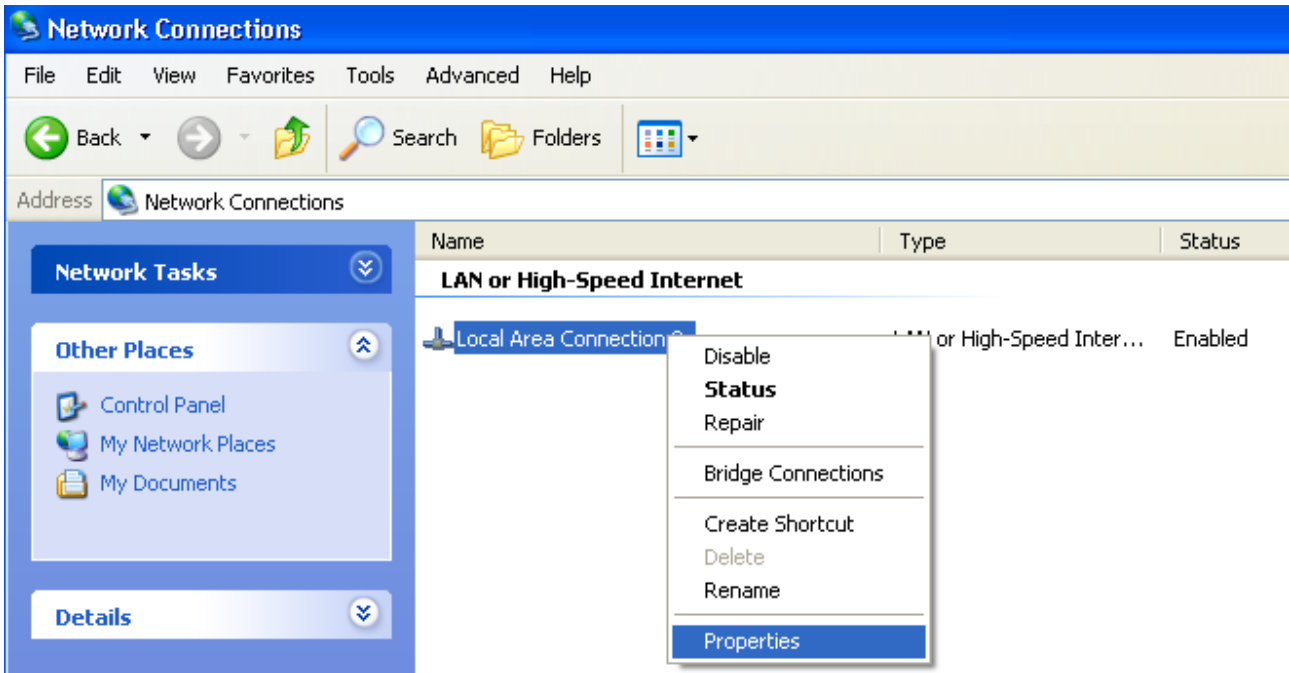 Network Connections
File Edit View Favorites Tools Advanced Help
Back Search Folders
Address Network Connections
Name Type Status
Network Tasks
LAN or High-Speed Internet
Local Area Connection or High-Speed Inter... Enabled
Other Places
Control Panel
My Network Places
My Documents
Details
Disable
Status
Repair
Bridge Connections
Create Shortcut
Delete
Rename
Properties